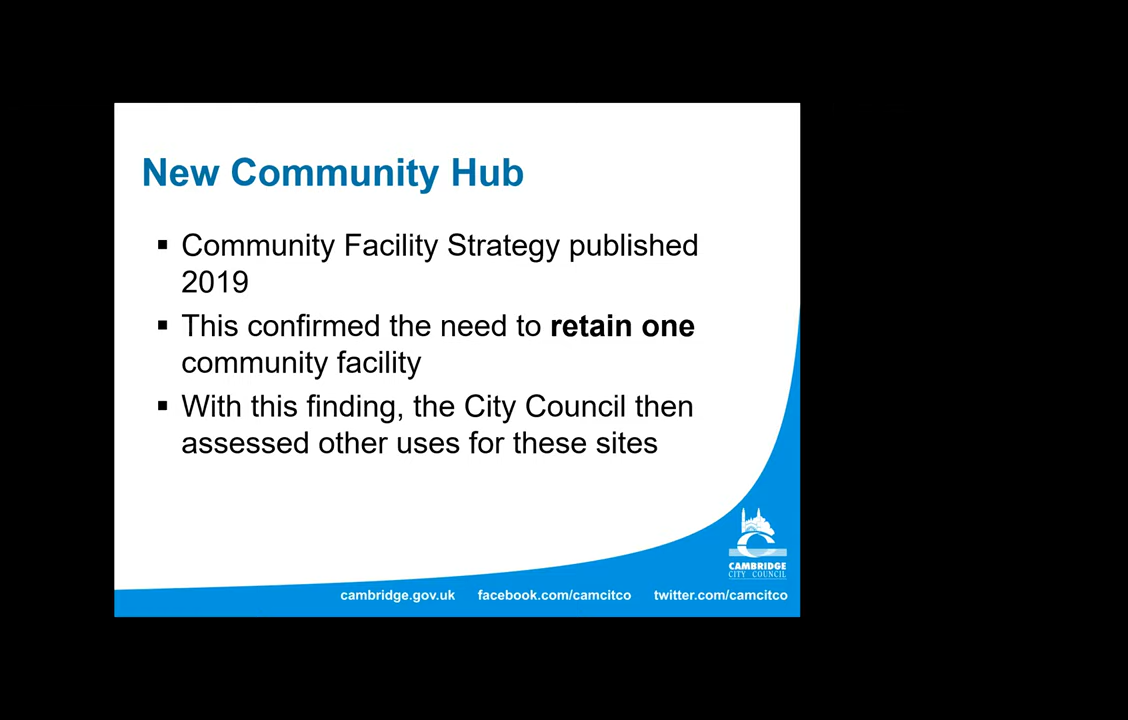 New Community Hub
▪ Community Facility Strategy published
2019
▪ This confirmed the need to retain one
community facility
▪ With this finding, the City Council then
assessed other uses for these sites
CAMBRIDGE
CITY COUNCIL
cambridge.gov.uk facebook.com/camcitco twitter.com/camcitco